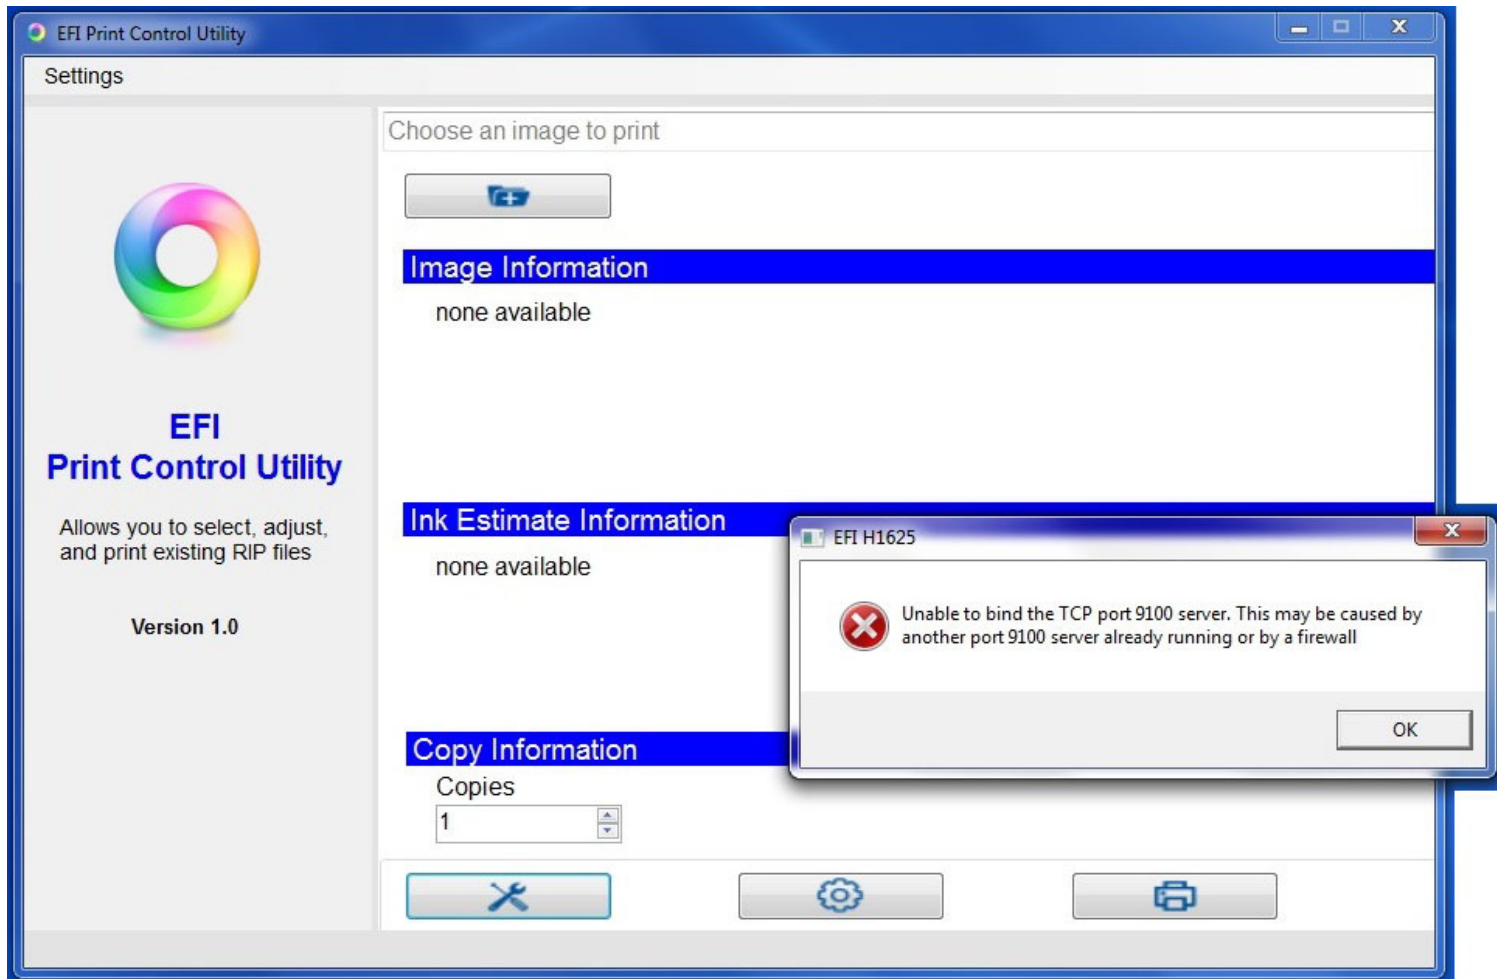 EFI Print Control Utility
Settings
Choose an image to print
Image Information
none available
EFI
Print Control Utility
Allows you to select, adjust,
and print existing RIP files
Version 1.0
Ink Estimate Information
none available
EFI H1625
Unable to bind the TCP port 9100 server. This may be caused by
another port 9100 server already running or by a firewall
OK
Copy Information
Copies
1